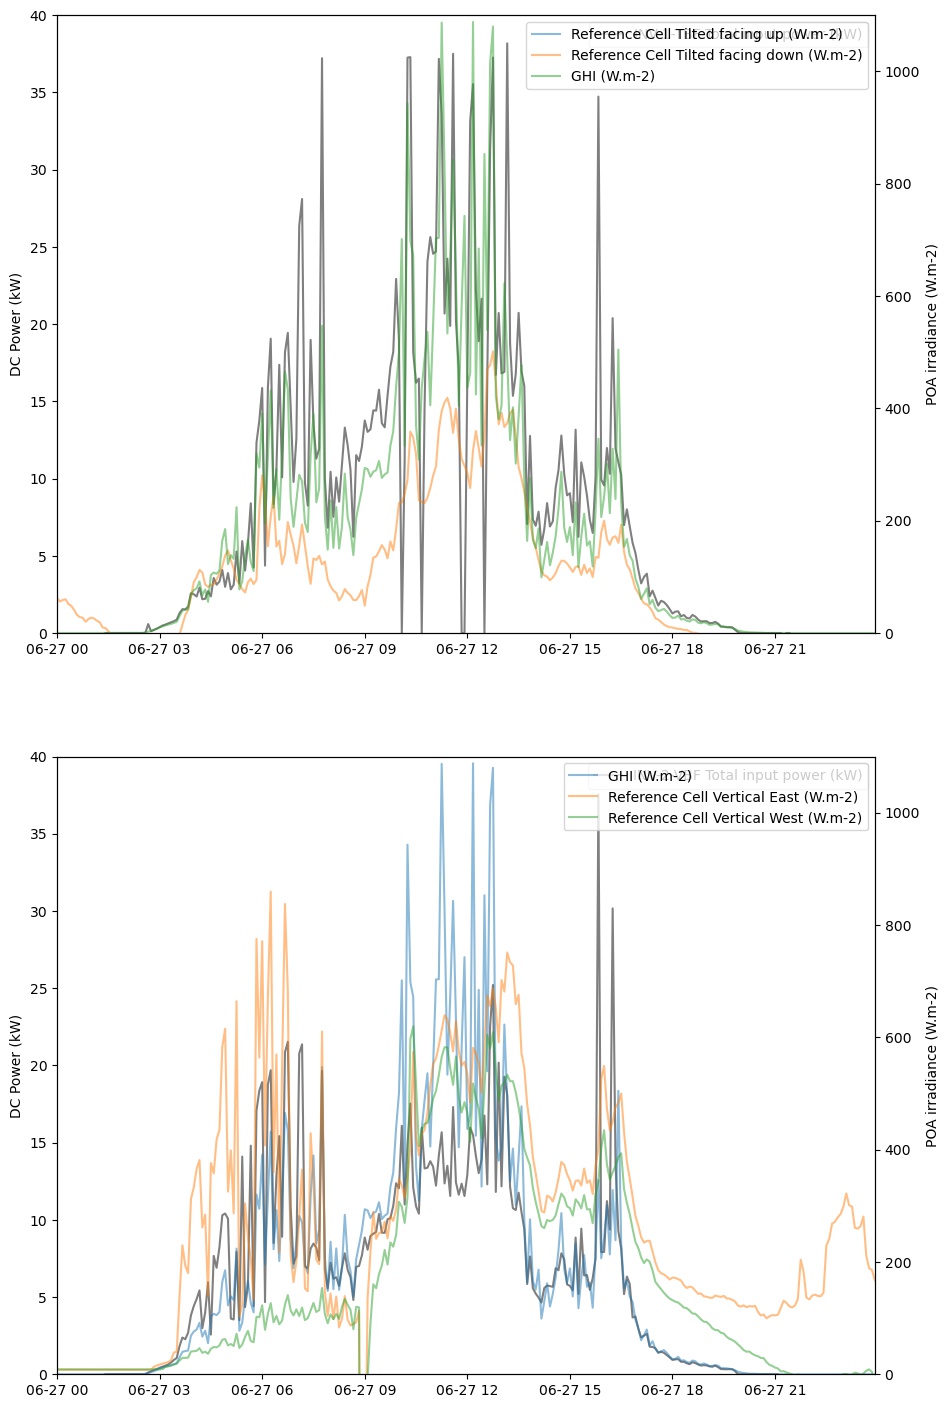 40
35
30
25
20
15
10
5
0
DC Power (kW)
Reference Cell Tilted facing up (W.m-2)
Reference Cell Tilted facing down (W.m-2)
GHI (W.m-2)
1000
800
600
400
200
0
POA irradiance (W.m-2)
06-27 00 06-27 03 06-27 06 06-27 09 06-27 12 06-27 15 06-27 18 06-27 21
40
35
30
25
20
15
10
5
0
DC Power (kW)
Total input power (kW)
GHI (W.m-2)
Reference Cell Vertical East (W.m-2)
Reference Cell Vertical West (W.m-2)
1000
800
600
400
200
0
POA irradiance (W.m-2)
06-27 00 06-27 03 06-27 06 06-27 09 06-27 12 06-27 15 06-27 18 06-27 21